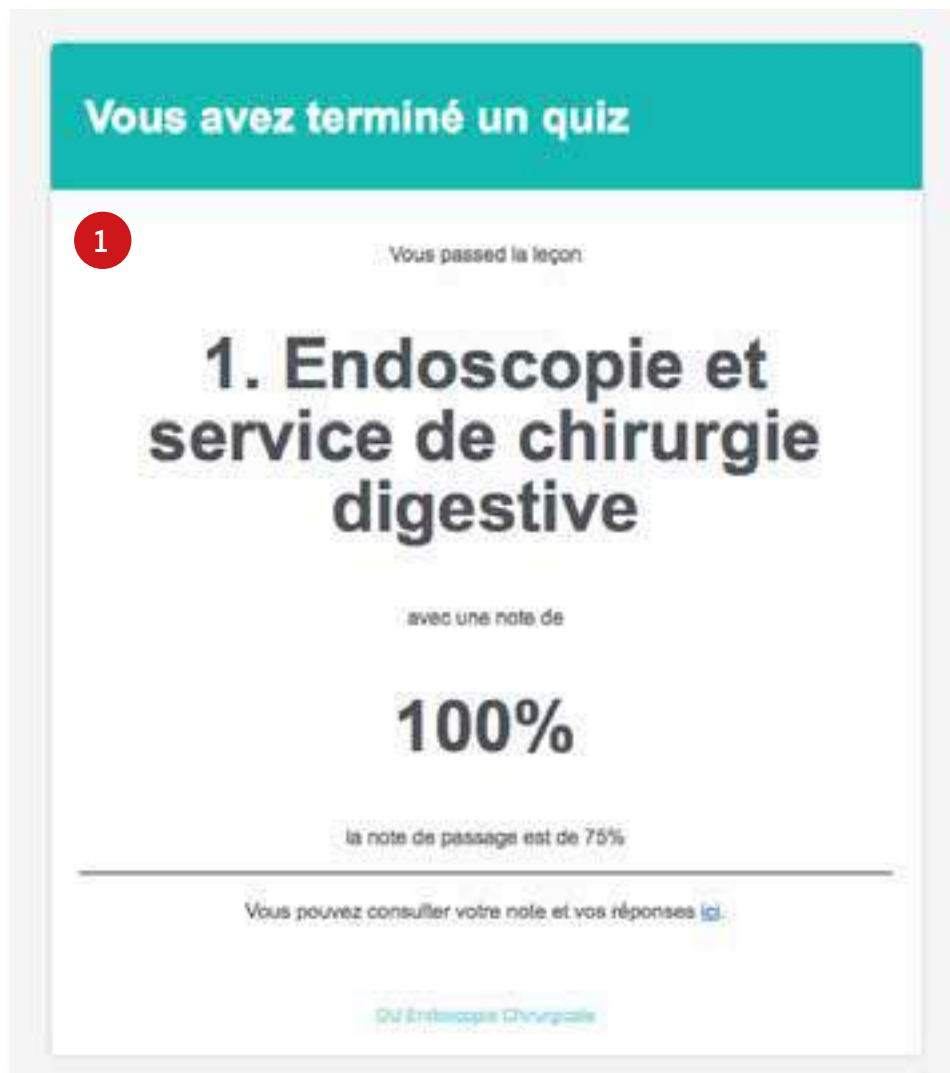 Vous avez terminé un quiz
1
Vous passed la leçon
1. Endoscopie et
service de chirurgie
digestive
avec une note de
100%
la note de passage est de 75%
Vous pouvez consulter votre note et vos réponses ici.
DU Endoscopie Chirurgicale